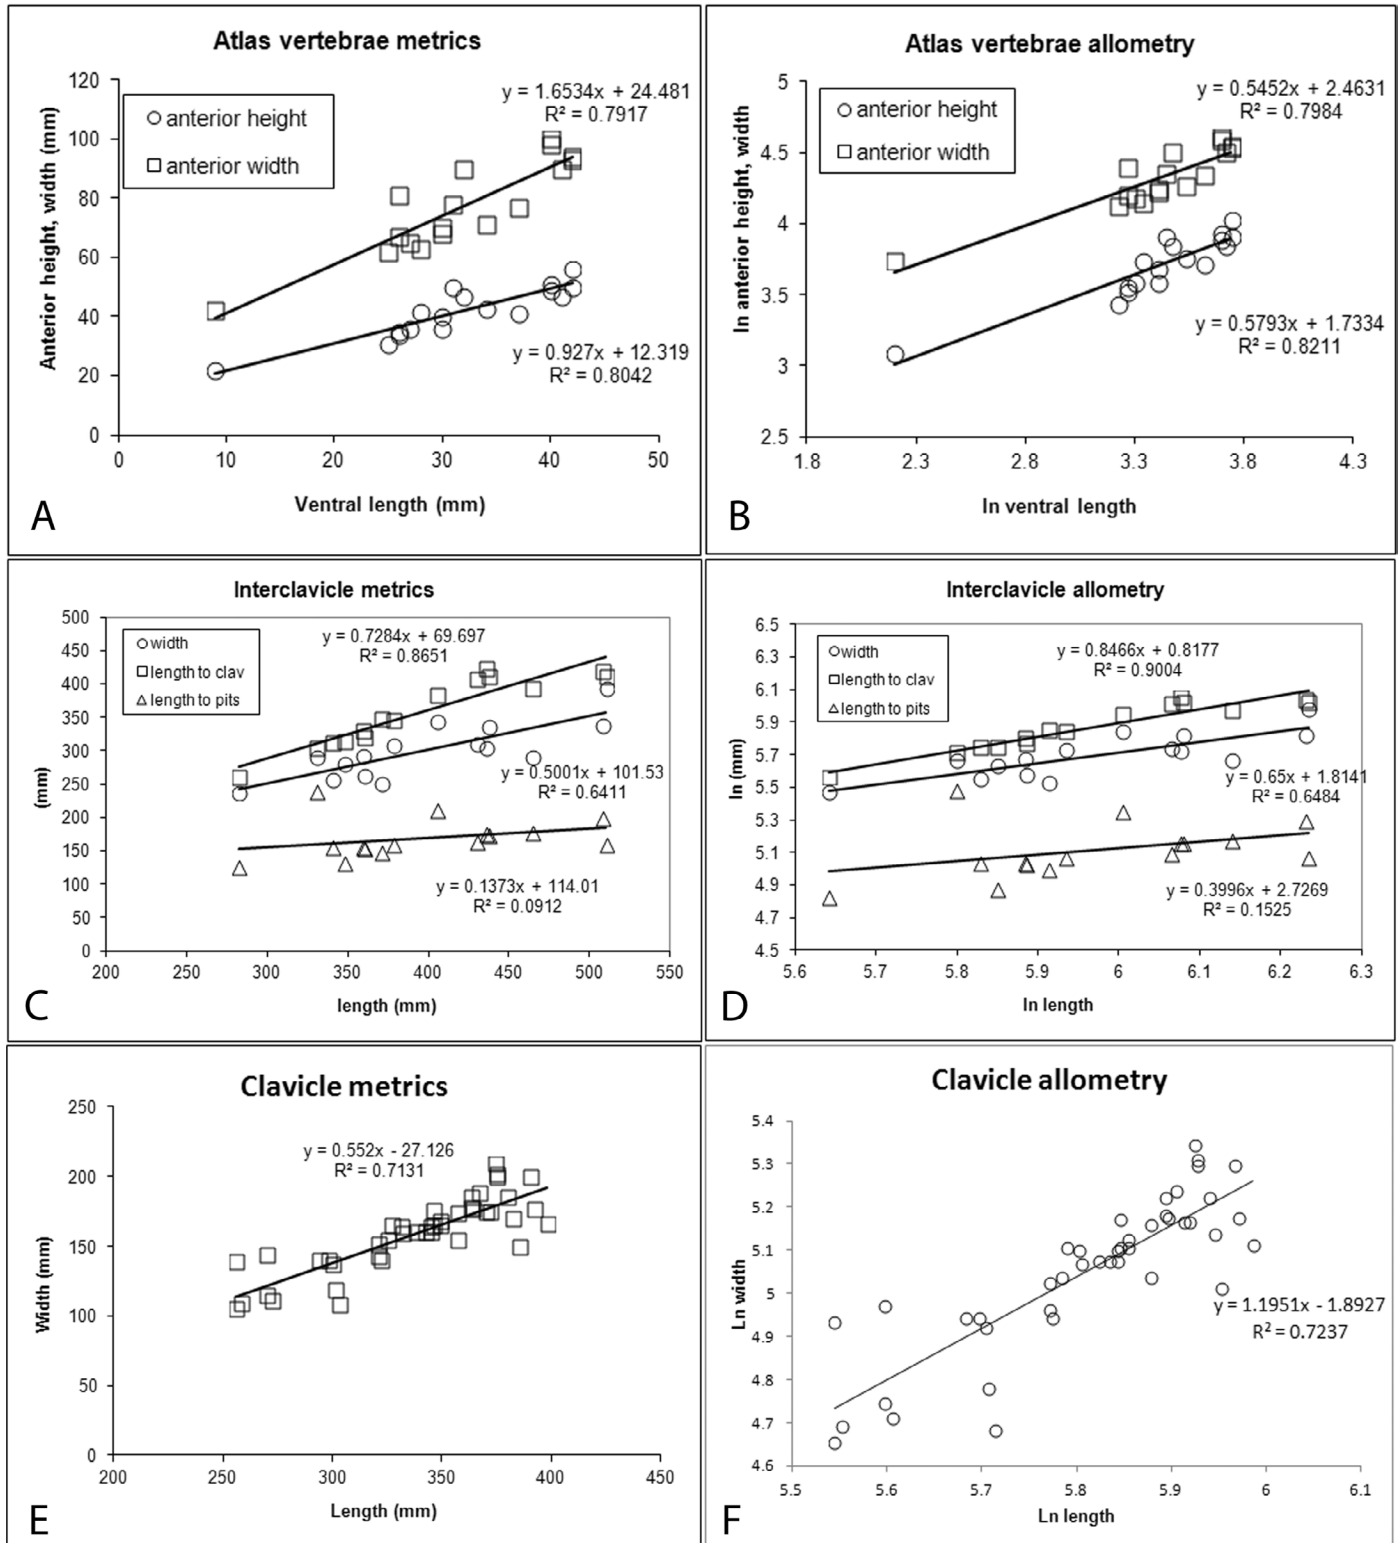 Atlas vertebrae metrics
120
100
80
60
40
20
0
0 10 20 30 40 50
Anterior height, width (mm)
Ventral length (mm)
anterior height
anterior width
y = 1.6534x + 24.481
R² = 0.7917
y = 0.927x + 12.319
R² = 0.8042
A
Atlas vertebrae allometry
5
4.5
4
3.5
3
2.5
1.8 2.3 2.8 3.3 3.8 4.3
ln anterior height, width
ln ventral length
anterior height
anterior width
y = 0.5452x + 2.4631
R² = 0.7984
y = 0.5793x + 1.7334
R² = 0.8211
B
Interclavicle metrics
500
450
400
350
300
250
200
150
100
50
0
200 250 300 350 400 450 500 550
(mm)
length (mm)
width
length to clav
length to pits
y = 0.7284x + 69.697
R² = 0.8651
y = 0.5001x + 101.53
R² = 0.6411
y = 0.1373x + 114.01
R² = 0.0912
C
Interclavicle allometry
6.5
6.3
6.1
5.9
5.7
5.5
5.3
5.1
4.9
4.7
4.5
5.6 5.7 5.8 5.9 6 6.1 6.2 6.3
ln (mm)
ln length
width
length to clav
length to pits
y = 0.8466x + 0.8177
R² = 0.9004
y = 0.65x + 1.8141
R² = 0.6484
y = 0.3996x + 2.7269
R² = 0.1525
D
Clavicle metrics
250
200
150
100
50
0
200 250 300 350 400 450
Width (mm)
Length (mm)
y = 0.552x - 27.126
R² = 0.7131
E
Clavicle allometry
5.4
5.3
5.2
5.1
5
4.9
4.8
4.7
4.6
5.5 5.6 5.7 5.8 5.9 6 6.1
Ln width
Ln length
y = 1.1951x - 1.8927
R² = 0.7237
F